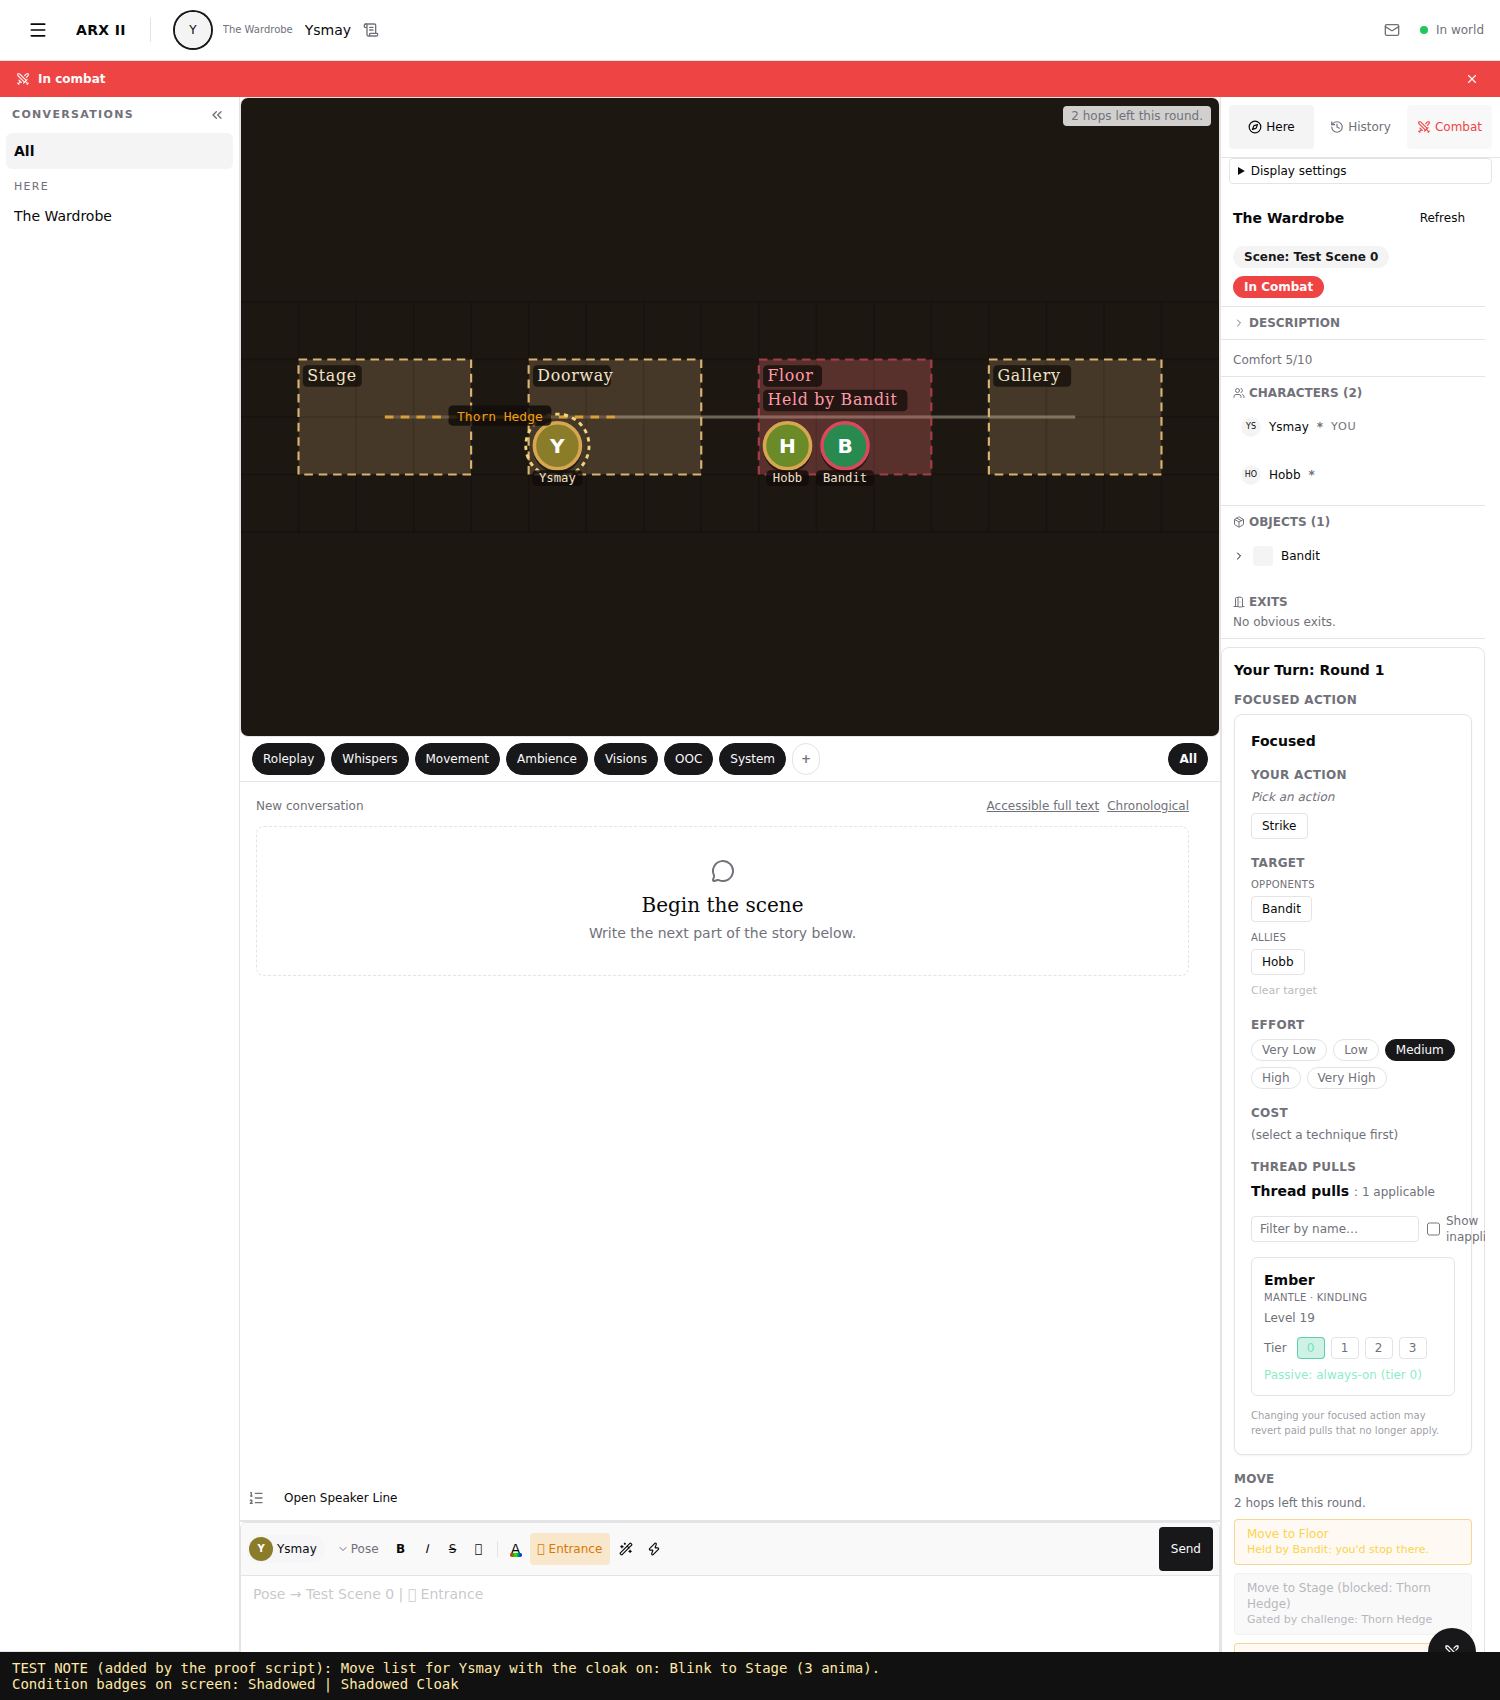 ARX II
Y
The Wardrobe
Ysmay
In world
In combat
CONVERSATIONS
All
HERE
The Wardrobe
2 hops left this round.
Stage
Doorway
Floor
Held by Bandit
Gallery
Thorn Hedge
Y
H
B
Ysmay
Hobb
Bandit
Roleplay
Whispers
Movement
Ambience
Visions
OOC
System
+
All
New conversation
Accessible full text
Chronological
Begin the scene
Write the next part of the story below.
Open Speaker Line
Y
Ysmay
Pose
B
I
S
A
Entrance
Send
Pose → Test Scene 0 | Entrance
Here
History
Combat
Display settings
The Wardrobe
Refresh
Scene: Test Scene 0
In Combat
DESCRIPTION
Comfort 5/10
CHARACTERS (2)
YS
Ysmay * YOU
HO
Hobb *
OBJECTS (1)
Bandit
EXITS
No obvious exits.
Your Turn: Round 1
FOCUSED ACTION
Focused
YOUR ACTION
Pick an action
Strike
TARGET
OPPONENTS
Bandit
ALLIES
Hobb
Clear target
EFFORT
Very Low
Low
Medium
High
Very High
COST
(select a technique first)
THREAD PULLS
Thread pulls : 1 applicable
Filter by name...
Show
inappli
Ember
MANTLE · KINDLING
Level 19
Tier 0 1 2 3
Passive: always-on (tier 0)
Changing your focused action may
revert paid pulls that no longer apply.
MOVE
2 hops left this round.
Move to Floor
Held by Bandit: you'd stop there.
Move to Stage (blocked: Thorn
Hedge)
Gated by challenge: Thorn Hedge
TEST NOTE (added by the proof script): Move list for Ysmay with the cloak on: Blink to Stage (3 anima).
Condition badges on screen: Shadowed | Shadowed Cloak